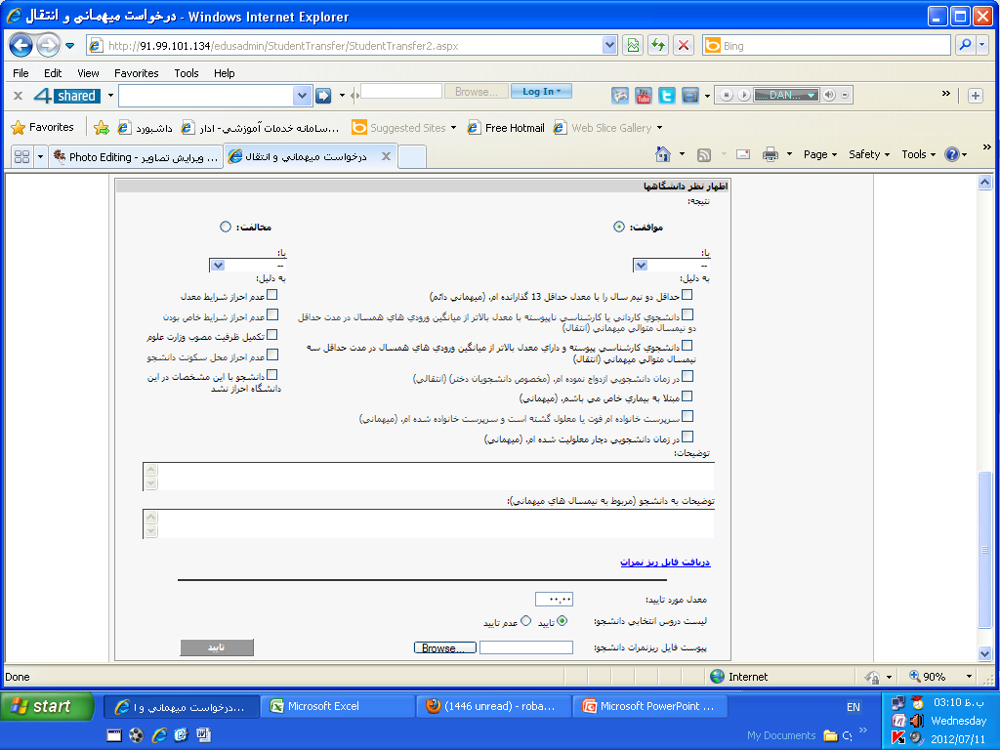 درخواست ميهماني و انتقال - Windows Internet Explorer
http://91.99.101.134/edusadmin/StudentTransfer/StudentTransfer2.aspx
Bing
File Edit View Favorites Tools Help
4 shared
Browse...
Log In
DAN...
Favorites
داشبورد
سامانه خدمات آموزشي- ادار...
Suggested Sites
Free Hotmail
Web Slice Gallery
Photo Editing - ويرايش تصاوير ...
درخواست ميهماني و انتقال
Page Safety Tools
اظهار نظر دانشگاهها
نتيجه:
موافقت:
مخالفت:
با:
با:
--
--
به دليل:
به دليل:
حداقل دو نيم سال را با معدل حداقل 13 گذارانده ام. (ميهماني دائم)
دانشجوي كارداني يا كارشناسي ناپيوسته با معدل بالاتر از ميانگين ورودي هاي همسال در مدت حداقل
دو نيمسال متوالي ميهماني (انتقال)
دانشجوي كارشناسي پيوسته و داراي معدل بالاتر از ميانگين ورودي هاي همسال در مدت حداقل سه
نيمسال متوالي ميهماني (انتقال)
در زمان دانشجويي ازدواج نموده ام. (مخصوص دانشجويان دختر) (انتقالي)
مبتلا به بيماري خاص مي باشم. (ميهماني)
سرپرست خانواده ام فوت يا معلول گشته است و سرپرست خانواده شده ام. (ميهماني)
در زمان دانشجويي دچار معلوليت شده ام. (ميهماني)
عدم احراز شرايط معدل
عدم احراز شرايط خاص بودن
تكميل ظرفيت مصوب وزارت علوم
عدم احراز محل سكونت دانشجو
دانشجو با اين مشخصات در اين
دانشگاه احراز نشد
توضيحات:
توضيحات به دانشجو (مربوط به نيمسال هاي ميهماني):
دريافت فايل ريز نمرات
معدل مورد تاييد:
۰۰,۰۰
ليست دروس انتخابي دانشجو:
تاييد
عدم تاييد
پيوست فايل ريزنمرات دانشجو:
Browse...
تاييد
Done
Internet
90%
start
درخواست ميهماني و ا...
Microsoft Excel
(1446 unread) - roba...
Microsoft PowerPoint ...
EN
03:10 ب.ظ
Wednesday
2012/07/11
My Documents